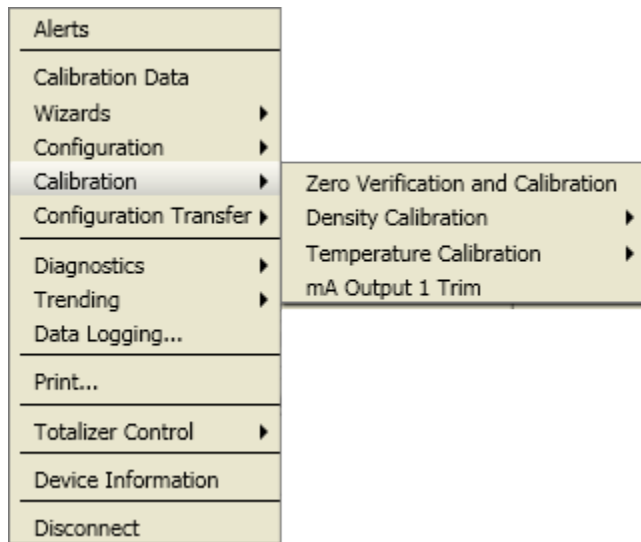 Alerts
Calibration Data
Wizards
Configuration
Calibration
Configuration Transfer
Diagnostics
Trending
Data Logging...
Print...
Totalizer Control
Device Information
Disconnect
Zero Verification and Calibration
Density Calibration
Temperature Calibration
mA Output 1 Trim